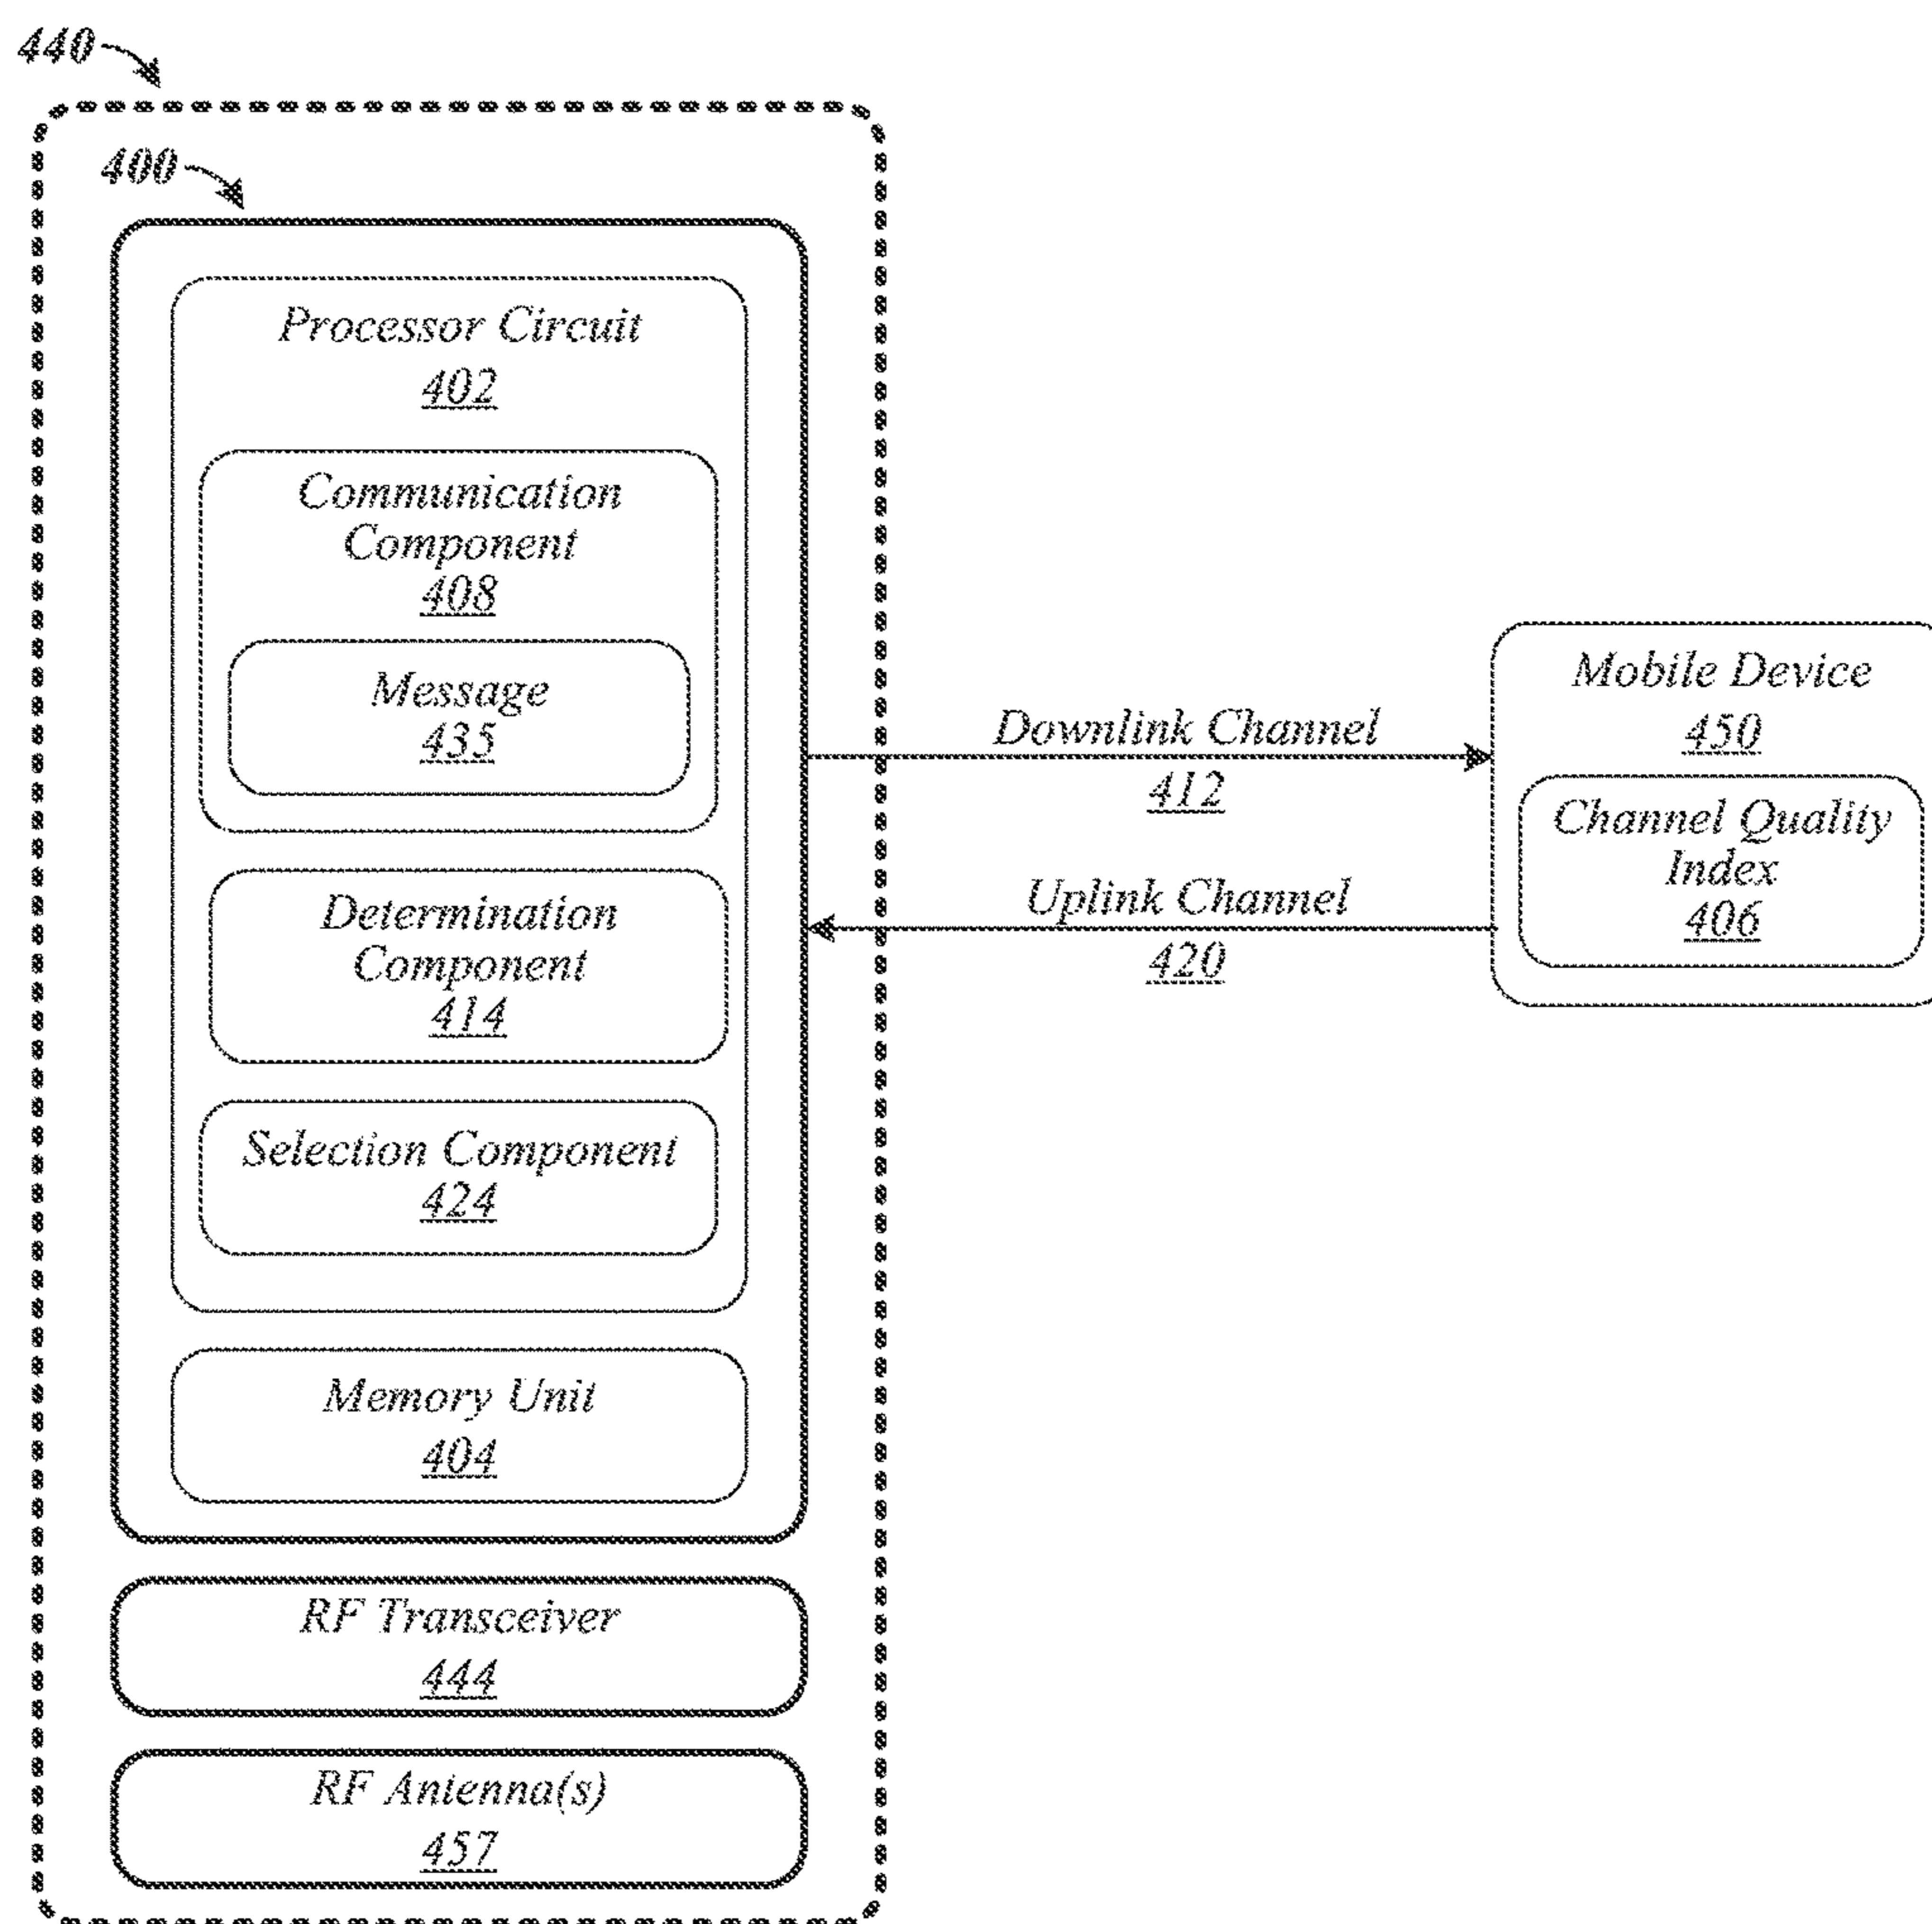 440
400
Processor Circuit
402
Communication
Component
408
Message
435
Determination
Component
414
Selection Component
424
Memory Unit
404
RF Transceiver
444
RF Antenna(s)
457
Downlink Channel
412
Uplink Channel
420
Mobile Device
450
Channel Quality
Index
406